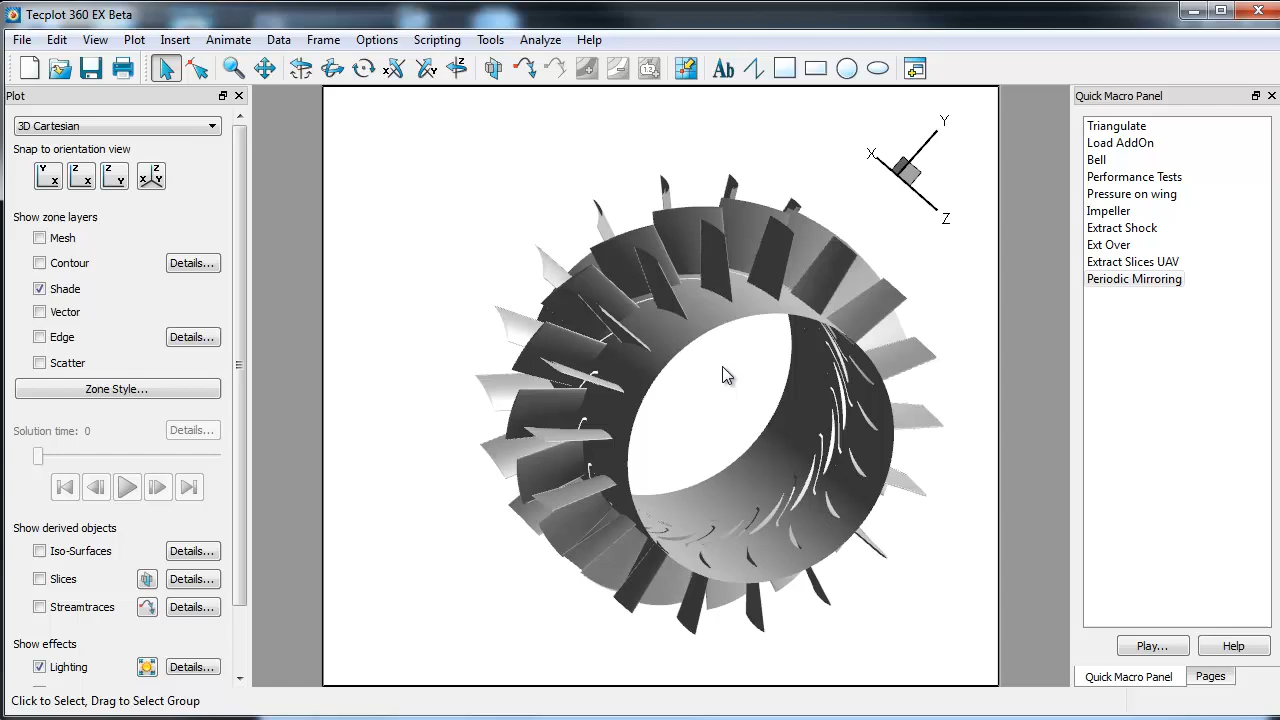 Tecplot 360 EX Beta
File Edit View Plot Insert Animate Data Frame Options Scripting Tools Analyze Help
Plot
3D Cartesian
Snap to orientation view
Y X Z X Z Y Z Y X
Show zone layers
Mesh
Contour Details...
Shade
Vector
Edge Details...
Scatter
Zone Style...
Solution time: 0 Details...
Show derived objects
Iso-Surfaces Details...
Slices Details...
Streamtraces Details...
Show effects
Lighting Details...
Click to Select, Drag to Select Group
Y
X
Z
Quick Macro Panel
Triangulate
Load AddOn
Bell
Performance Tests
Pressure on wing
Impeller
Extract Shock
Ext Over
Extract Slices UAV
Periodic Mirroring
Play... Help
Quick Macro Panel Pages